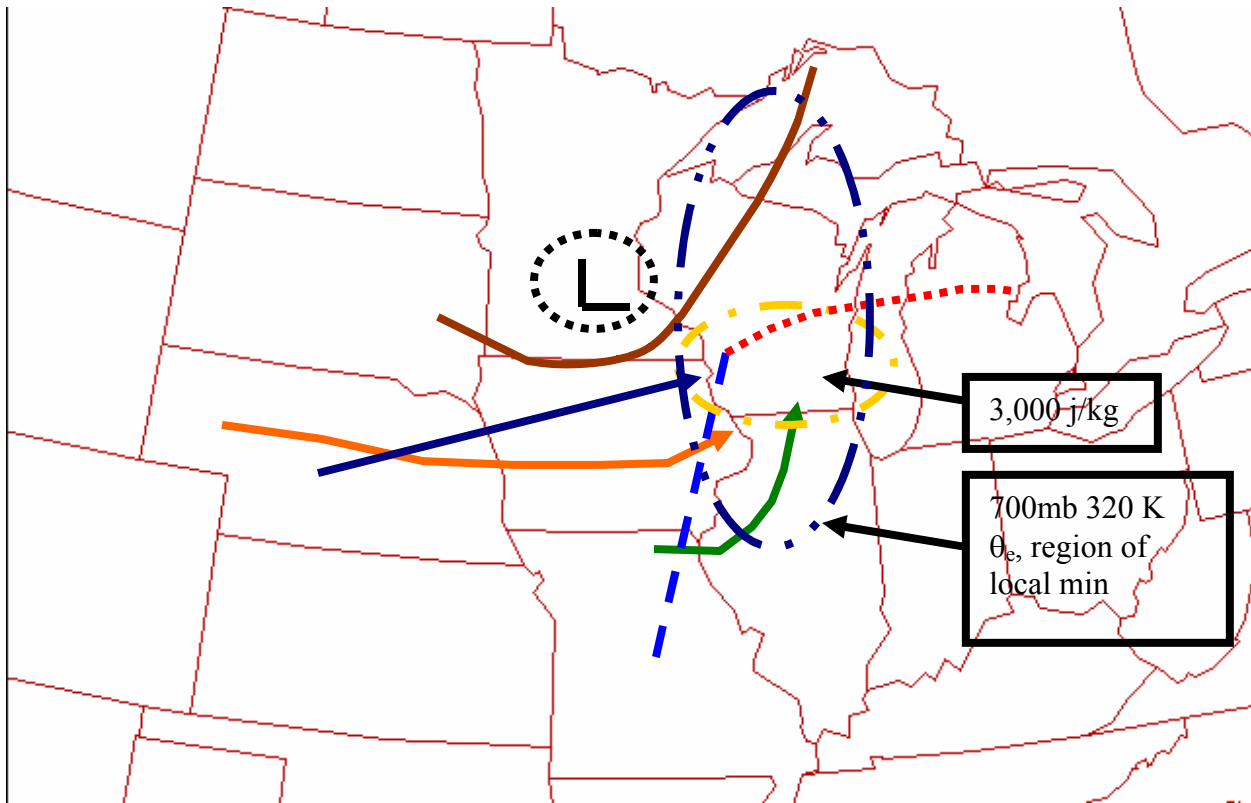 L
3,000 j/kg
700mb 320 K
θₑ, region of
local min